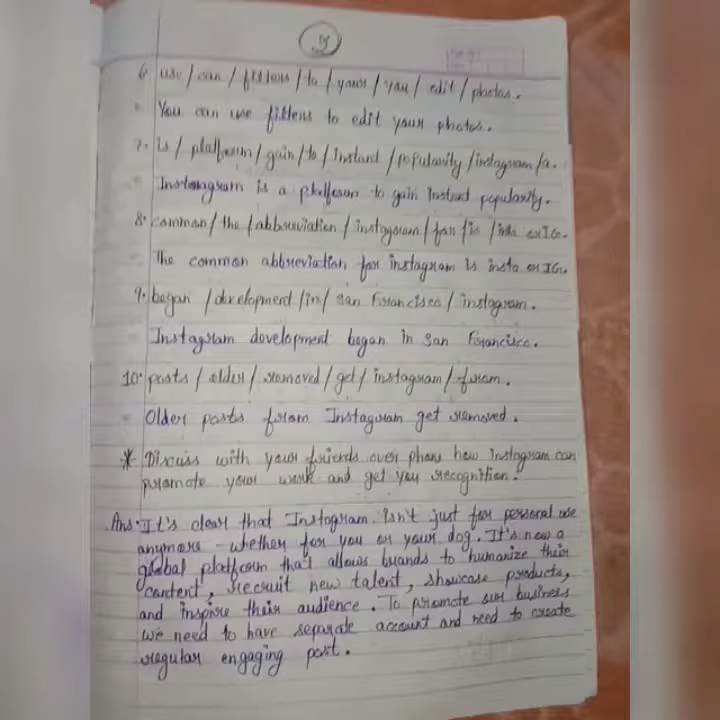 5
6. use / can / filters / to / your / you / edit / photos.
You can use filters to edit your photos.
7. is / platform / gain / to / instant / popularity / instagram / a.
Instagram is a platform to gain instant popularity.
8. common / the / abbreviation / instagram / for / is / insta or IG.
The common abbreviation for instagram is insta or IG.
9. began / development / in / san Francisco / instagram.
Instagram development began in san Francisco.
10. posts / older / removed / get / instagram / from.
Older posts from Instagram get removed.
* Discuss with your friends over phone how Instagram can
promote your work and get you recognition.
Ans. It's clear that Instagram isn't just for personal use
anymore - whether for you or your dog. It's now a
global platform that allows brands to humanize their
content, recruit new talent, showcase products,
and inspire their audience. To promote our business
we need to have separate account and need to create
regular engaging post.